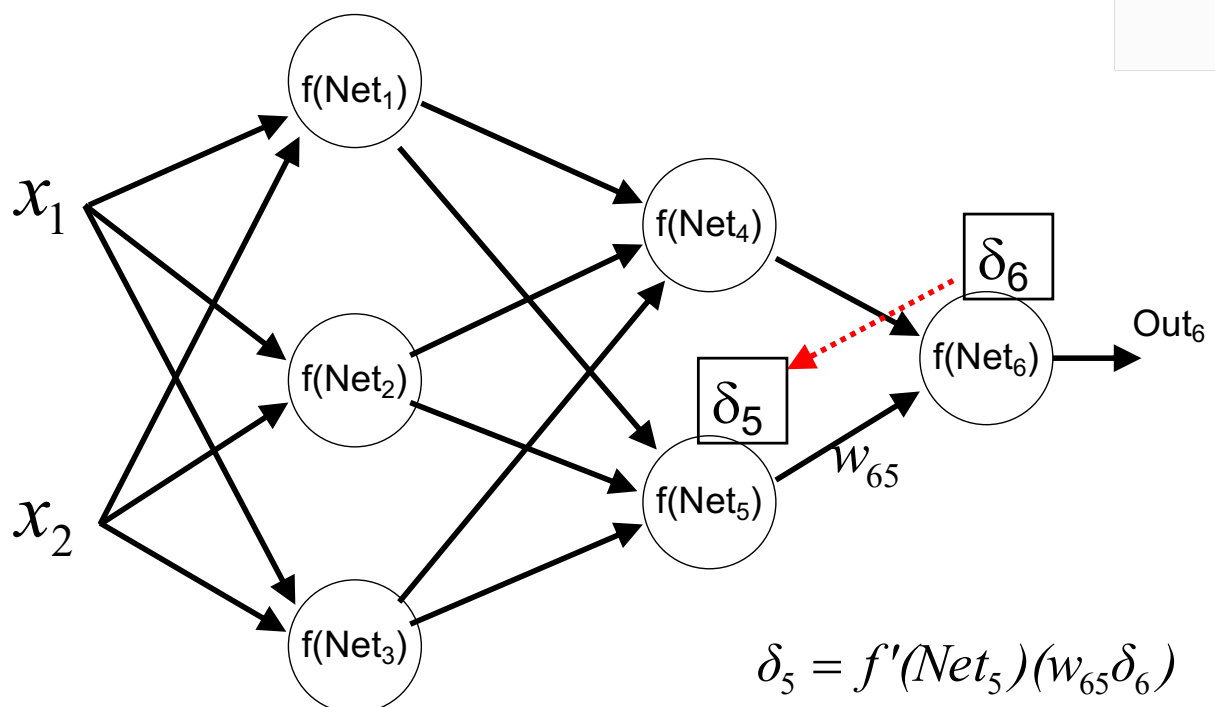 f(Net₁)
x₁
f(Net₄)
δ₆
Out₆
f(Net₆)
f(Net₂)
δ₅
w₆₅
f(Net₅)
x₂
f(Net₃)
δ₅ = f'(Net₅)(w₆₅δ₆)